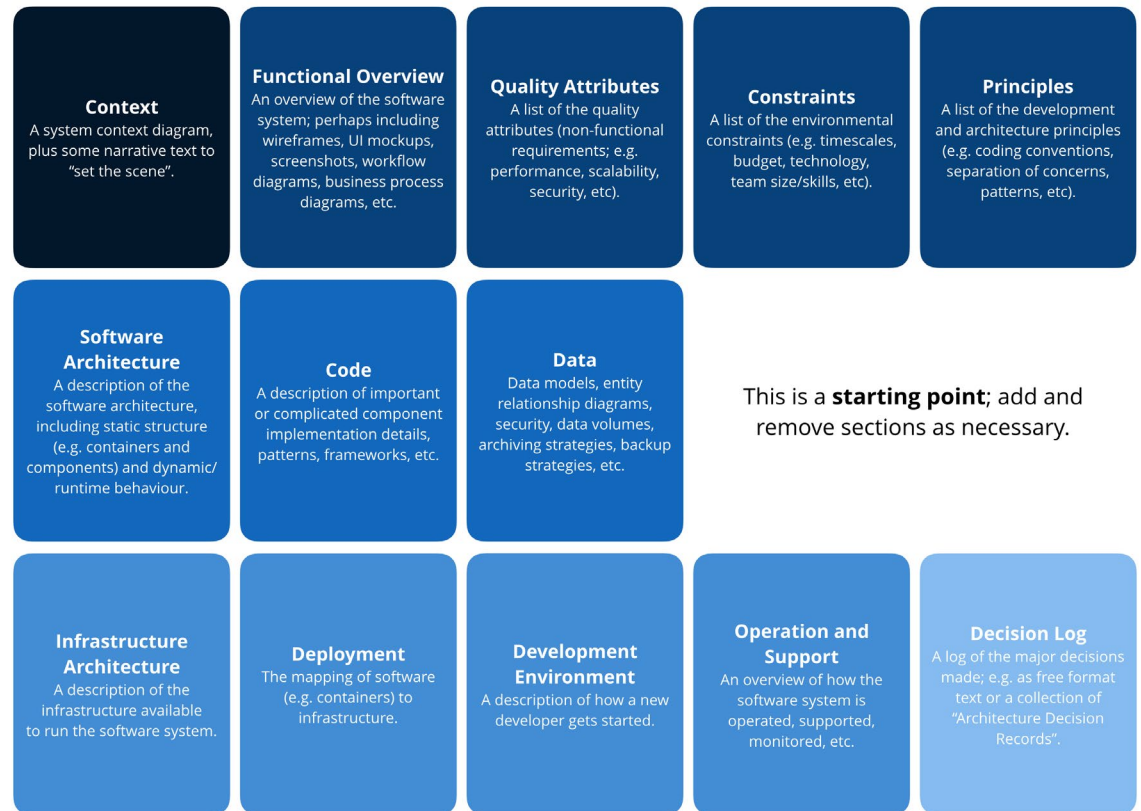 Context
A system context diagram,
plus some narrative text to
“set the scene”.
Functional Overview
An overview of the software
system; perhaps including
wireframes, UI mockups,
screenshots, workflow
diagrams, business process
diagrams, etc.
Quality Attributes
A list of the quality
attributes (non-functional
requirements; e.g.
performance, scalability,
security, etc).
Constraints
A list of the environmental
constraints (e.g. timescales,
budget, technology,
team size/skills, etc).
Principles
A list of the development
and architecture principles
(e.g. coding conventions,
separation of concerns,
patterns, etc).
Software
Architecture
A description of the
software architecture,
including static structure
(e.g. containers and
components) and dynamic/
runtime behaviour.
Code
A description of important
or complicated component
implementation details,
patterns, frameworks, etc.
Data
Data models, entity
relationship diagrams,
security, data volumes,
archiving strategies, backup
strategies, etc.
This is a starting point; add and
remove sections as necessary.
Infrastructure
Architecture
A description of the
infrastructure available
to run the software system.
Deployment
The mapping of software
(e.g. containers) to
infrastructure.
Development
Environment
A description of how a new
developer gets started.
Operation and
Support
An overview of how the
software system is
operated, supported,
monitored, etc.
Decision Log
A log of the major decisions
made; e.g. as free format
text or a collection of
“Architecture Decision
Records”.